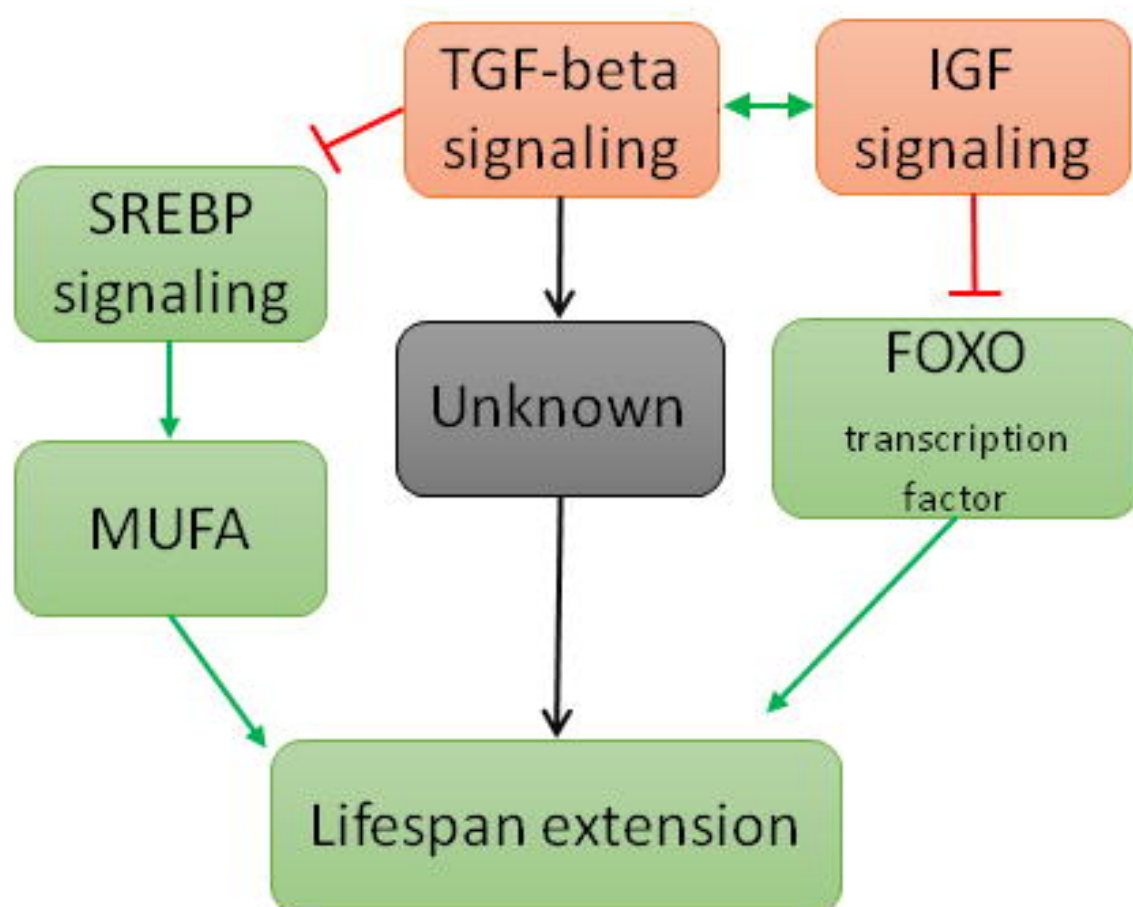 TGF-beta
signaling
IGF
signaling
SREBP
signaling
Unknown
FOXO
transcription
factor
MUFA
Lifespan extension